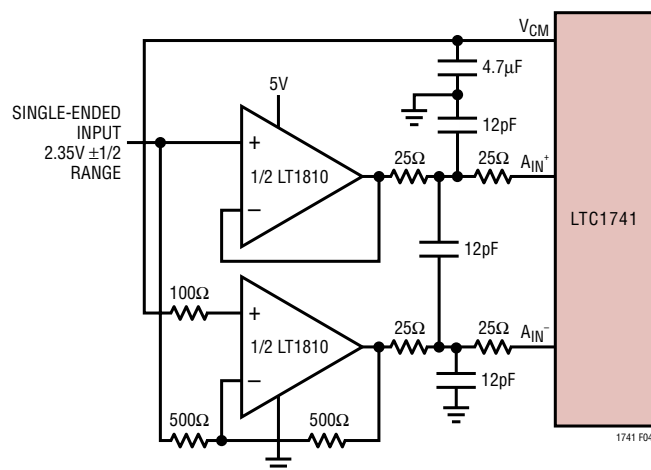 V_CM
4.7µF
5V
SINGLE-ENDED
INPUT
2.35V ±1/2
RANGE
12pF
25Ω
25Ω
A_IN⁺
+
1/2 LT1810
−
LTC1741
12pF
100Ω
+
1/2 LT1810
−
25Ω
25Ω
A_IN⁻
12pF
500Ω
500Ω
1741 F04